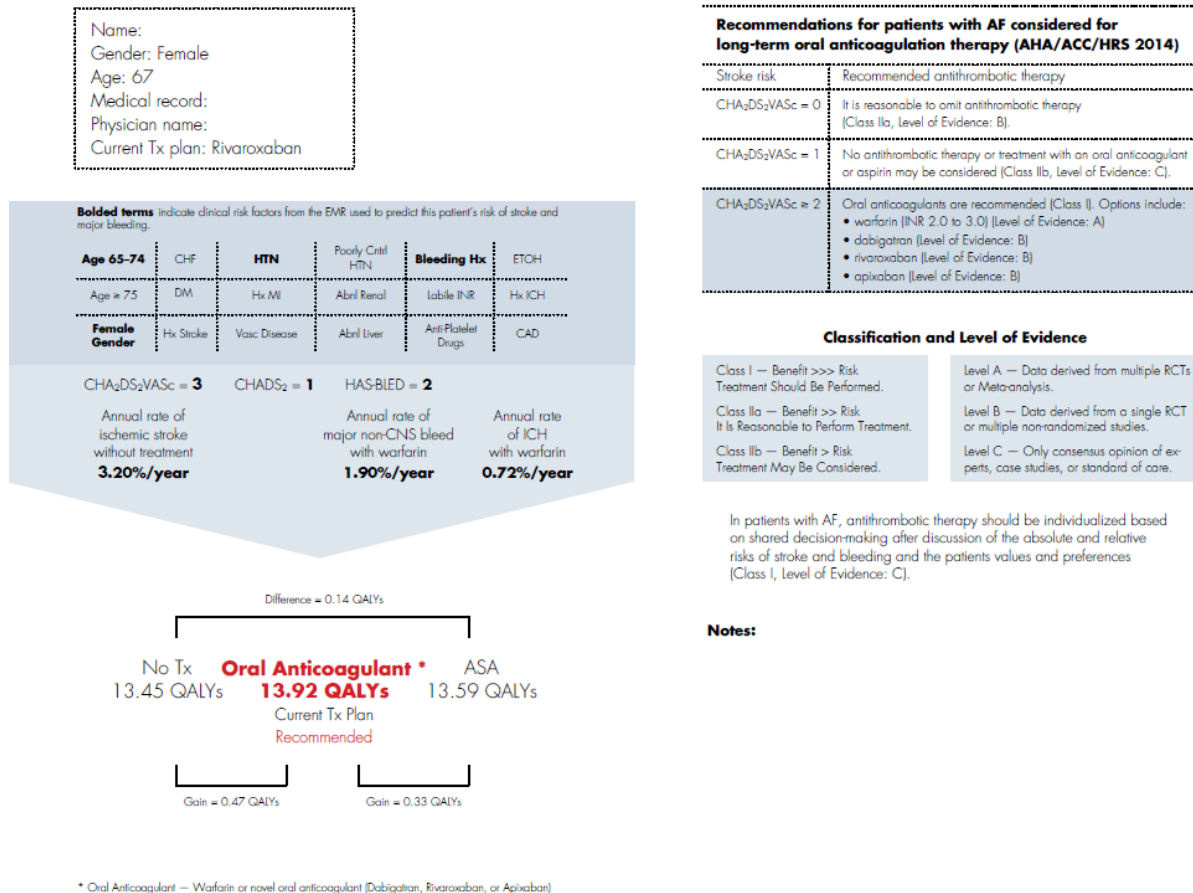 Name:
Gender: Female
Age: 67
Medical record:
Physician name:
Current Tx plan: Rivaroxaban
Bolded terms indicate clinical risk factors from the EMR used to predict this patient's risk of stroke and
major bleeding.
Age 65–74
CHF
HTN
Poorly Cntrl
HTN
Bleeding Hx
ETOH
Age ≥ 75
DM
Hx MI
Abnl Renal
Labile INR
Hx ICH
Female
Gender
Hx Stroke
Vasc Disease
Abnl Liver
Anti-Platelet
Drugs
CAD
CHA₂DS₂VASc = 3
CHADS₂ = 1
HAS-BLED = 2
Annual rate of
ischemic stroke
without treatment
3.20%/year
Annual rate of
major non-CNS bleed
with warfarin
1.90%/year
Annual rate
of ICH
with warfarin
0.72%/year
Difference = 0.14 QALYs
No Tx
13.45 QALYs
Oral Anticoagulant *
13.92 QALYs
Current Tx Plan
Recommended
ASA
13.59 QALYs
Gain = 0.47 QALYs
Gain = 0.33 QALYs
* Oral Anticoagulant — Warfarin or novel oral anticoagulant (Dabigatran, Rivaroxaban, or Apixaban)
Recommendations for patients with AF considered for
long-term oral anticoagulation therapy (AHA/ACC/HRS 2014)
Stroke risk
Recommended antithrombotic therapy
CHA₂DS₂VASc = 0
It is reasonable to omit antithrombotic therapy
(Class IIa, Level of Evidence: B).
CHA₂DS₂VASc = 1
No antithrombotic therapy or treatment with an oral anticoagulant
or aspirin may be considered (Class IIb, Level of Evidence: C).
CHA₂DS₂VASc ≥ 2
Oral anticoagulants are recommended (Class I). Options include:
• warfarin (INR 2.0 to 3.0) (Level of Evidence: A)
• dabigatran (Level of Evidence: B)
• rivaroxaban (Level of Evidence: B)
• apixaban (Level of Evidence: B)
Classification and Level of Evidence
Class I — Benefit >>> Risk
Treatment Should Be Performed.
Class IIa — Benefit >> Risk
It Is Reasonable to Perform Treatment.
Class IIb — Benefit > Risk
Treatment May Be Considered.
Level A — Data derived from multiple RCTs
or Meta-analysis.
Level B — Data derived from a single RCT
or multiple non-randomized studies.
Level C — Only consensus opinion of ex-
perts, case studies, or standard of care.
In patients with AF, antithrombotic therapy should be individualized based
on shared decision-making after discussion of the absolute and relative
risks of stroke and bleeding and the patients values and preferences
(Class I, Level of Evidence: C).
Notes: